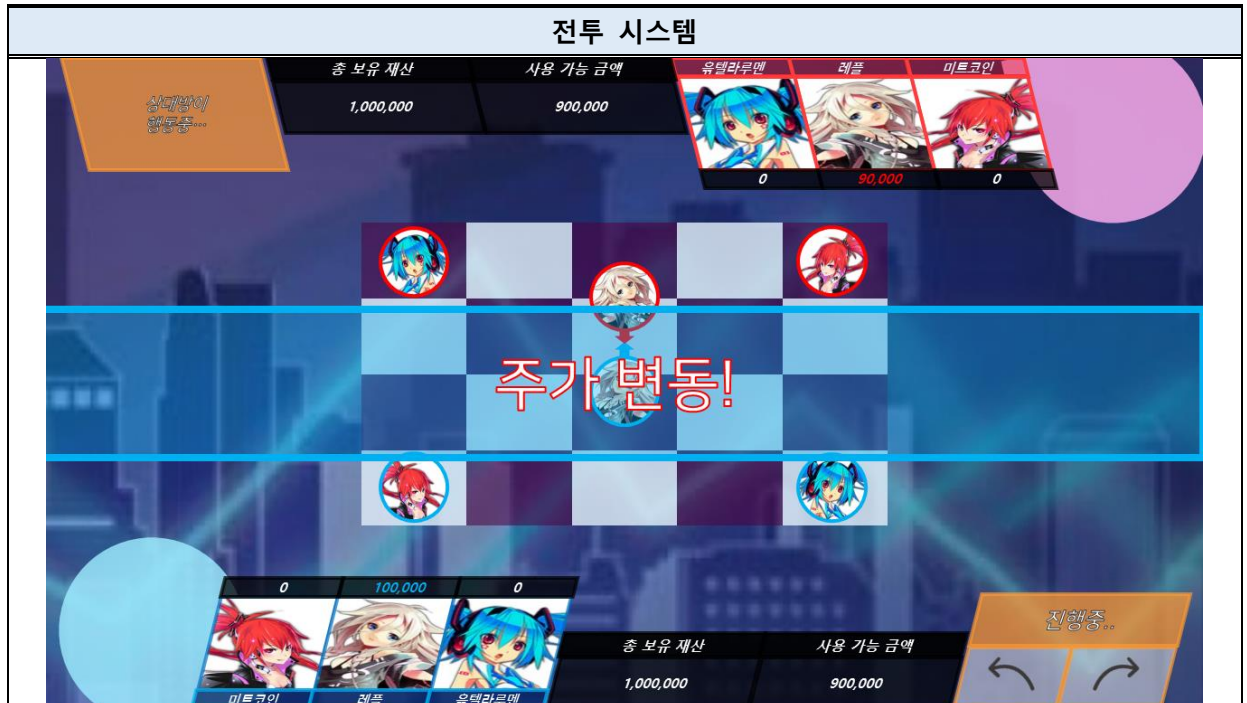 전투 시스템
총 보유 재산
사용 가능 금액
유텔라루멘
레플
미트코인
상대방이
행동중...
1,000,000
900,000
0
90,000
0
주가 변동!
0
100,000
0
진행중..
총 보유 재산
사용 가능 금액
1,000,000
900,000
미트코인
레플
유텔라루멘